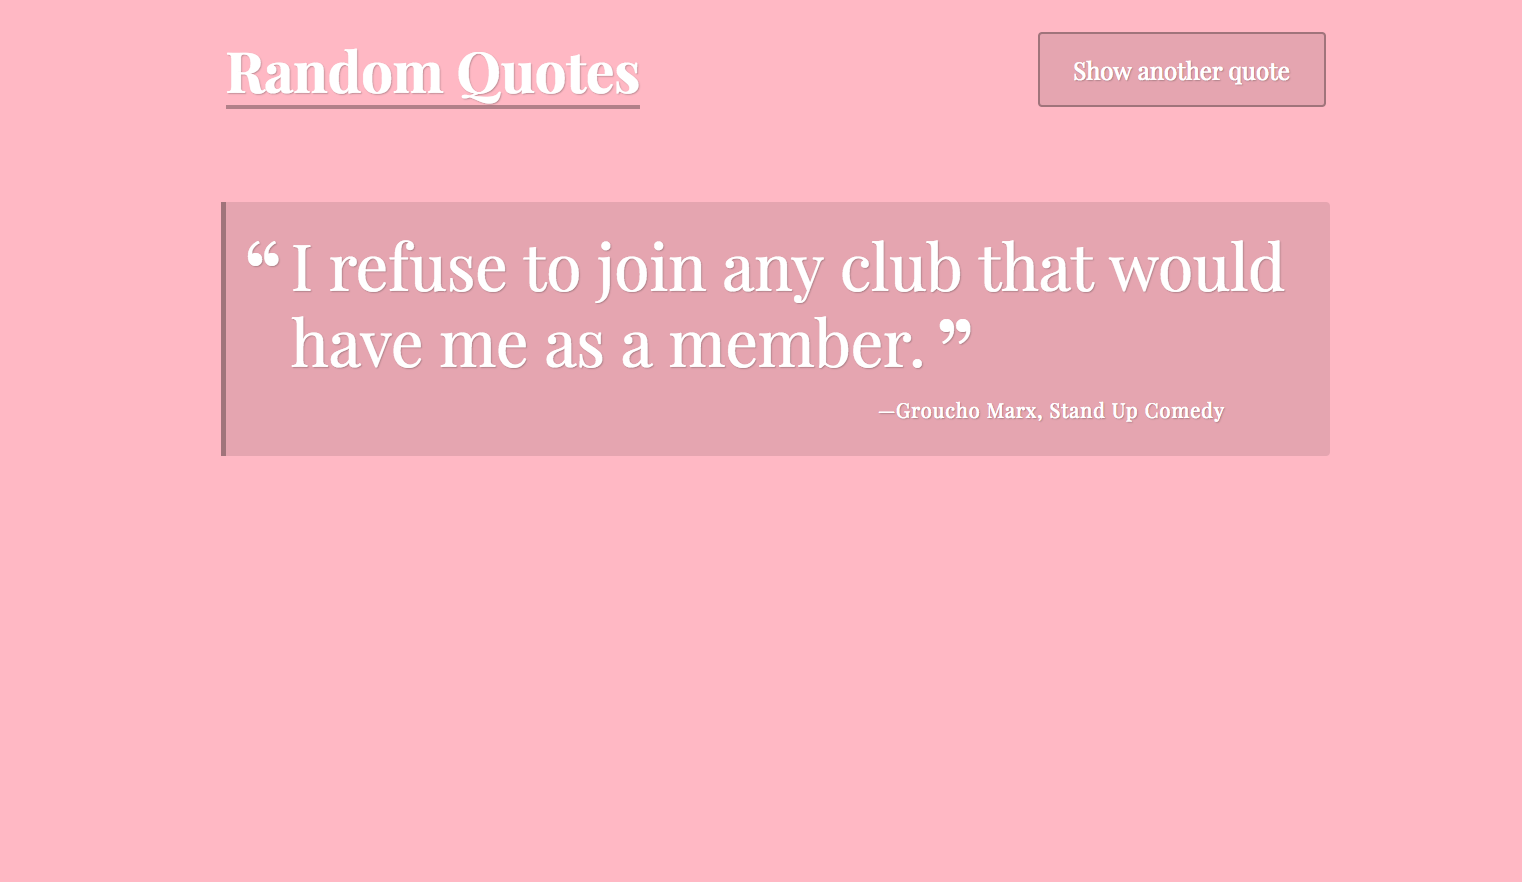 Random Quotes
Show another quote
“I refuse to join any club that would
have me as a member.”
—Groucho Marx, Stand Up Comedy